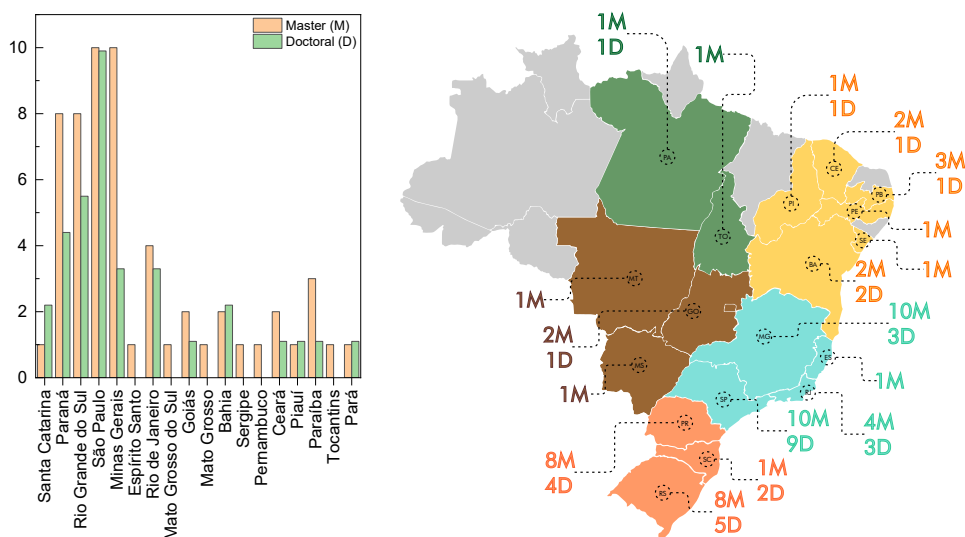 Master (M)
Doctoral (D)
10
8
6
4
2
0
Santa Catarina
Paraná
Rio Grande do Sul
São Paulo
Minas Gerais
Espírito Santo
Rio de Janeiro
Mato Grosso do Sul
Goiás
Mato Grosso
Bahia
Sergipe
Pernambuco
Ceará
Piauí
Paraíba
Tocantins
Pará
1M
1D
1M
1M
1D
2M
1D
3M
1D
1M
1M
2M
2D
10M
3D
1M
4M
3D
10M
9D
1M
2D
8M
5D
8M
4D
1M
2M
1D
1M
PA
TO
PI
CE
PB
PE
SE
BA
MT
GO
MS
MG
ES
RJ
SP
PR
SC
RS